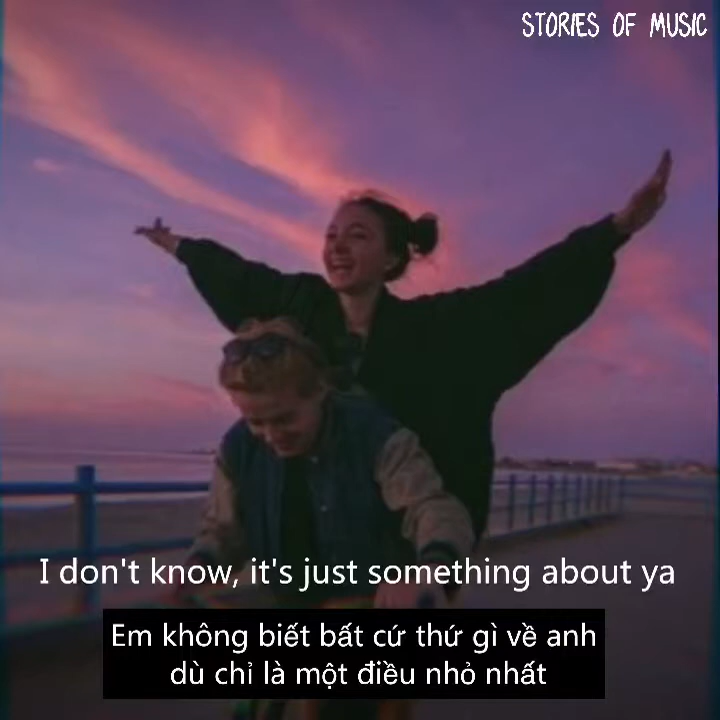 STORIES OF MUSIC
I don't know, it's just something about ya
Em không biết bất cứ thứ gì về anh
dù chỉ là một điều nhỏ nhất